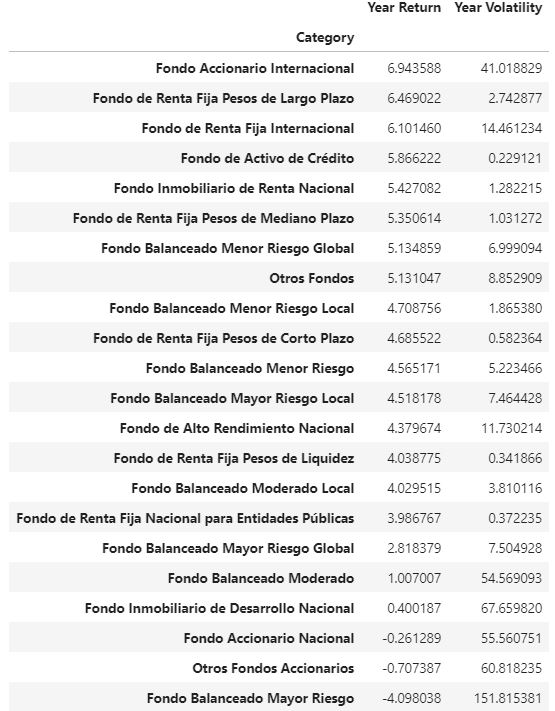 Year Return Year Volatility
Category
Fondo Accionario Internacional 6.943588 41.018829
Fondo de Renta Fija Pesos de Largo Plazo 6.469022 2.742877
Fondo de Renta Fija Internacional 6.101460 14.461234
Fondo de Activo de Crédito 5.866222 0.229121
Fondo Inmobiliario de Renta Nacional 5.427082 1.282215
Fondo de Renta Fija Pesos de Mediano Plazo 5.350614 1.031272
Fondo Balanceado Menor Riesgo Global 5.134859 6.999094
Otros Fondos 5.131047 8.852909
Fondo Balanceado Menor Riesgo Local 4.708756 1.865380
Fondo de Renta Fija Pesos de Corto Plazo 4.685522 0.582364
Fondo Balanceado Menor Riesgo 4.565171 5.223466
Fondo Balanceado Mayor Riesgo Local 4.518178 7.464428
Fondo de Alto Rendimiento Nacional 4.379674 11.730214
Fondo de Renta Fija Pesos de Liquidez 4.038775 0.341866
Fondo Balanceado Moderado Local 4.029515 3.810116
Fondo de Renta Fija Nacional para Entidades Públicas 3.986767 0.372235
Fondo Balanceado Mayor Riesgo Global 2.818379 7.504928
Fondo Balanceado Moderado 1.007007 54.569093
Fondo Inmobiliario de Desarrollo Nacional 0.400187 67.659820
Fondo Accionario Nacional -0.261289 55.560751
Otros Fondos Accionarios -0.707387 60.818235
Fondo Balanceado Mayor Riesgo -4.098038 151.815381